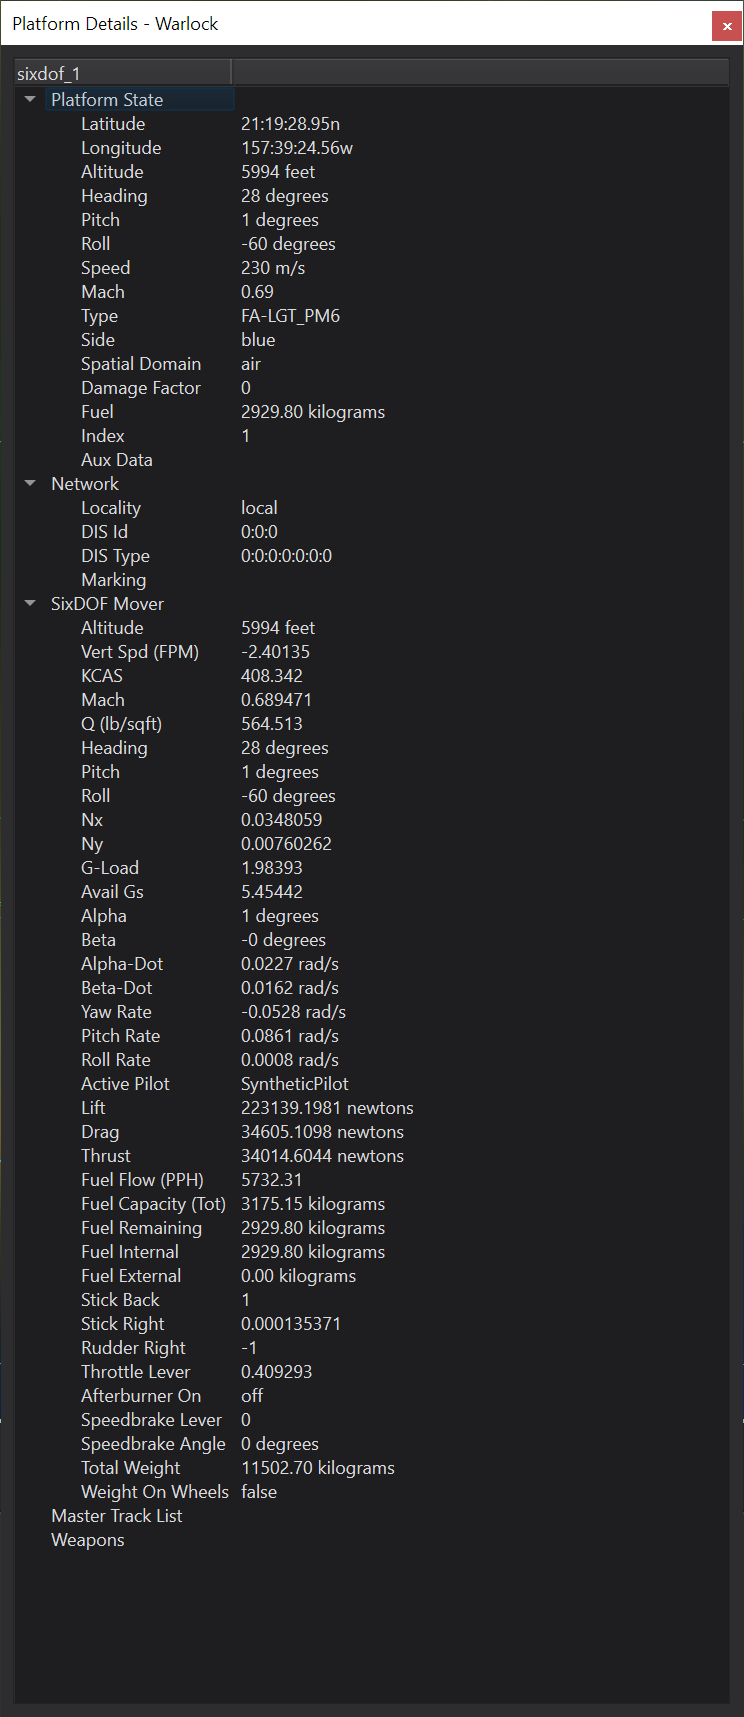 Platform Details - Warlock
sixdof_1
Platform State
Latitude 21:19:28.95n
Longitude 157:39:24.56w
Altitude 5994 feet
Heading 28 degrees
Pitch 1 degrees
Roll -60 degrees
Speed 230 m/s
Mach 0.69
Type FA-LGT_PM6
Side blue
Spatial Domain air
Damage Factor 0
Fuel 2929.80 kilograms
Index 1
Aux Data
Network
Locality local
DIS Id 0:0:0
DIS Type 0:0:0:0:0:0:0
Marking
SixDOF Mover
Altitude 5994 feet
Vert Spd (FPM) -2.40135
KCAS 408.342
Mach 0.689471
Q (lb/sqft) 564.513
Heading 28 degrees
Pitch 1 degrees
Roll -60 degrees
Nx 0.0348059
Ny 0.00760262
G-Load 1.98393
Avail Gs 5.45442
Alpha 1 degrees
Beta -0 degrees
Alpha-Dot 0.0227 rad/s
Beta-Dot 0.0162 rad/s
Yaw Rate -0.0528 rad/s
Pitch Rate 0.0861 rad/s
Roll Rate 0.0008 rad/s
Active Pilot SyntheticPilot
Lift 223139.1981 newtons
Drag 34605.1098 newtons
Thrust 34014.6044 newtons
Fuel Flow (PPH) 5732.31
Fuel Capacity (Tot) 3175.15 kilograms
Fuel Remaining 2929.80 kilograms
Fuel Internal 2929.80 kilograms
Fuel External 0.00 kilograms
Stick Back 1
Stick Right 0.000135371
Rudder Right -1
Throttle Lever 0.409293
Afterburner On off
Speedbrake Lever 0
Speedbrake Angle 0 degrees
Total Weight 11502.70 kilograms
Weight On Wheels false
Master Track List
Weapons